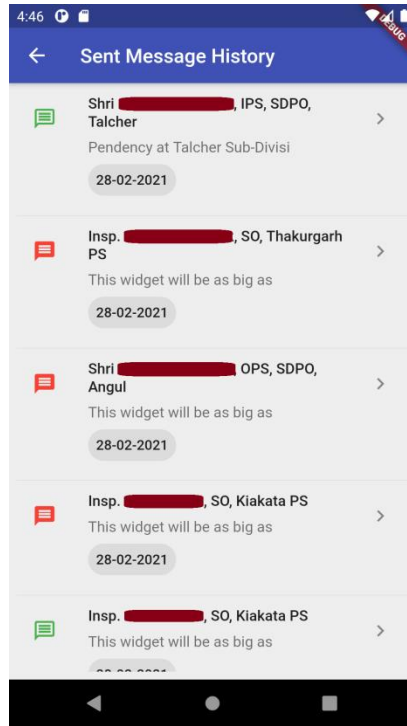 4:46
DEBUG
Sent Message History
Shri , IPS, SDPO,
Talcher
Pendency at Talcher Sub-Divisi
28-02-2021
Insp. , SO, Thakurgarh
PS
This widget will be as big as
28-02-2021
Shri OPS, SDPO,
Angul
This widget will be as big as
28-02-2021
Insp. , SO, Kiakata PS
This widget will be as big as
28-02-2021
Insp. , SO, Kiakata PS
This widget will be as big as